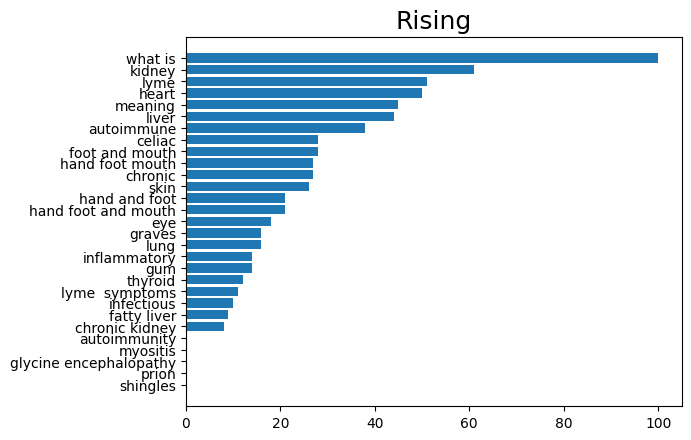 Rising
what is
kidney
lyme
heart
meaning
liver
autoimmune
celiac
foot and mouth
hand foot mouth
chronic
skin
hand and foot
hand foot and mouth
eye
graves
lung
inflammatory
gum
thyroid
lyme  symptoms
infectious
fatty liver
chronic kidney
autoimmunity
myositis
glycine encephalopathy
prion
shingles
0 20 40 60 80 100